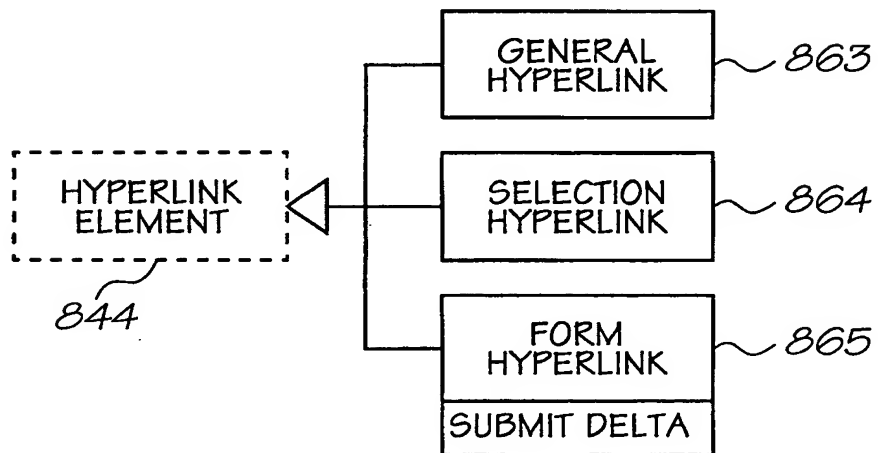 GENERAL
HYPERLINK
863
HYPERLINK
ELEMENT
844
SELECTION
HYPERLINK
864
FORM
HYPERLINK
865
SUBMIT DELTA